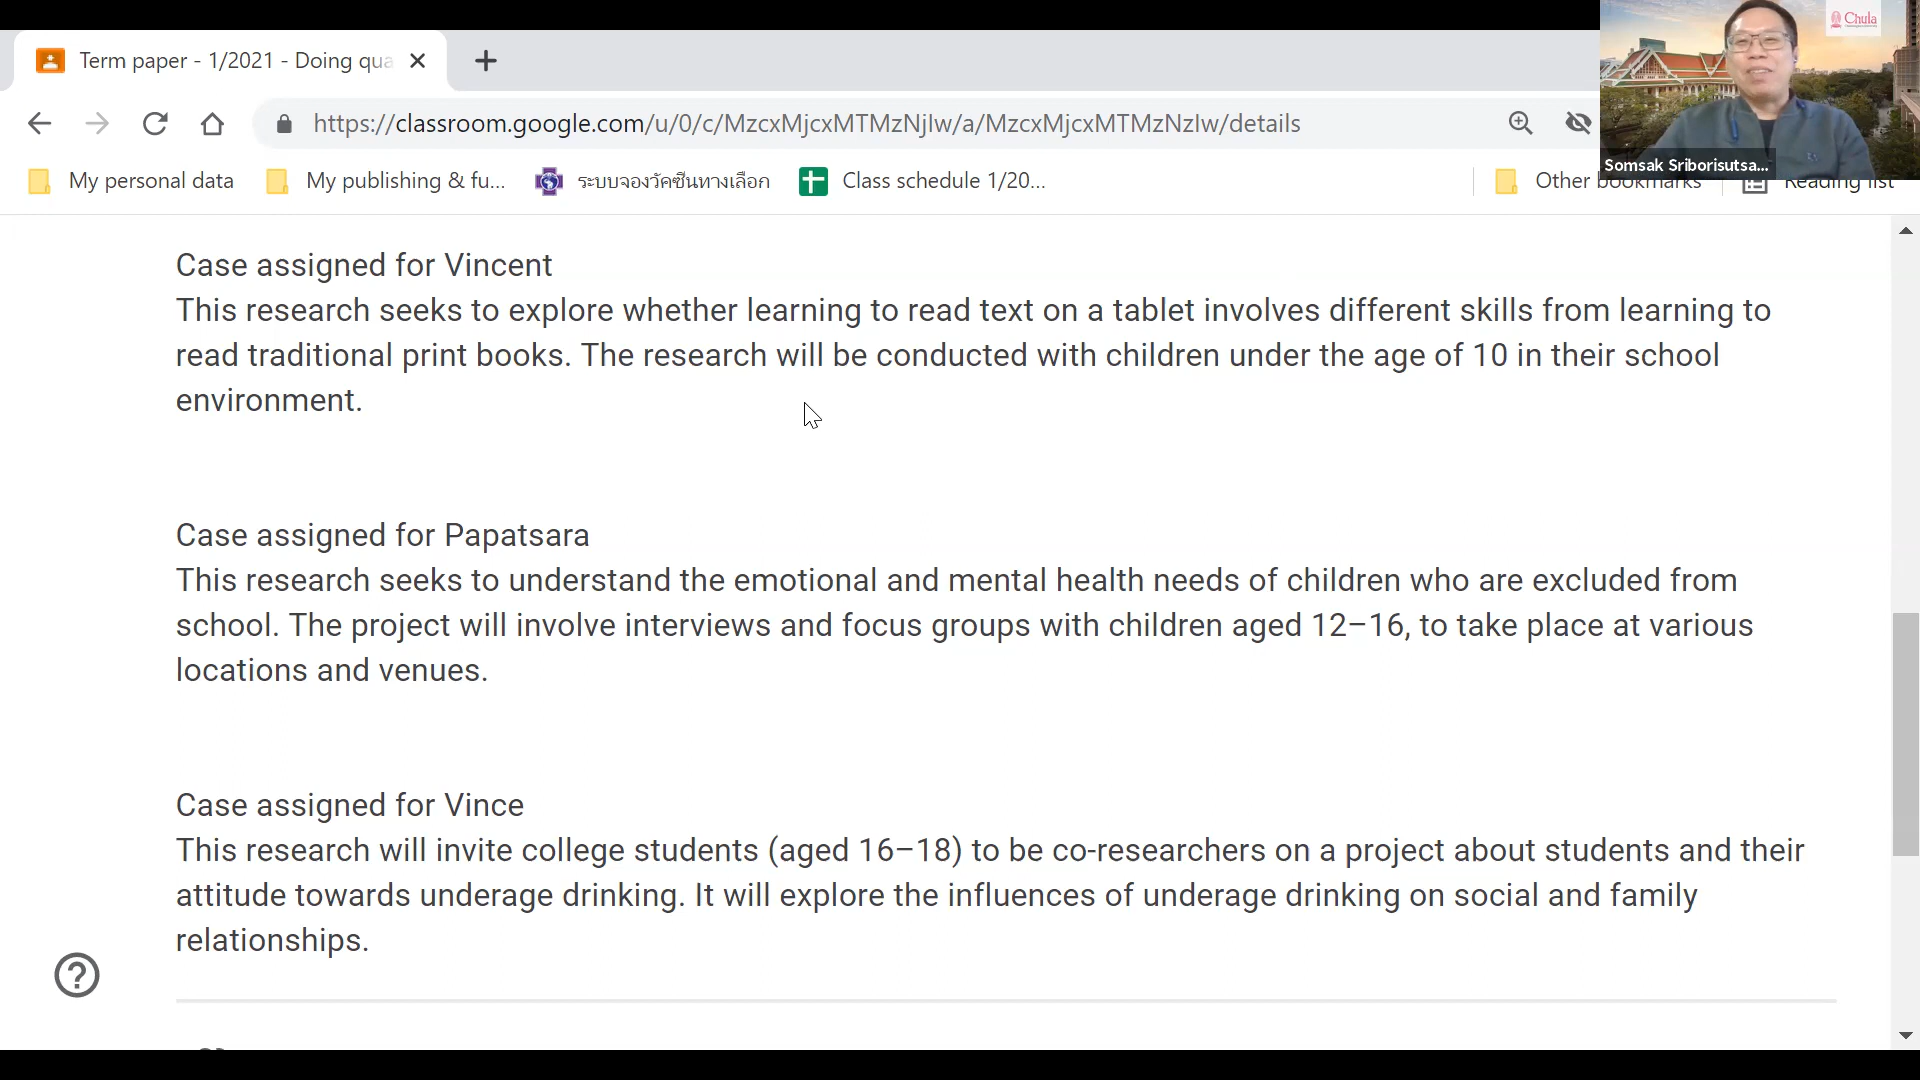 Term paper - 1/2021 - Doing qua
Chula
https://classroom.google.com/u/0/c/MzcxMjcxMTMzNjIw/a/MzcxMjcxMTMzNzIw/details
Somsak Sriborisutsa...
My personal data
My publishing & fu...
ระบบจองวัคซีนทางเลือก
Class schedule 1/20...
Other bookmarks
Reading list
Case assigned for Vincent
This research seeks to explore whether learning to read text on a tablet involves different skills from learning to
read traditional print books. The research will be conducted with children under the age of 10 in their school
environment.
Case assigned for Papatsara
This research seeks to understand the emotional and mental health needs of children who are excluded from
school. The project will involve interviews and focus groups with children aged 12–16, to take place at various
locations and venues.
Case assigned for Vince
This research will invite college students (aged 16–18) to be co-researchers on a project about students and their
attitude towards underage drinking. It will explore the influences of underage drinking on social and family
relationships.